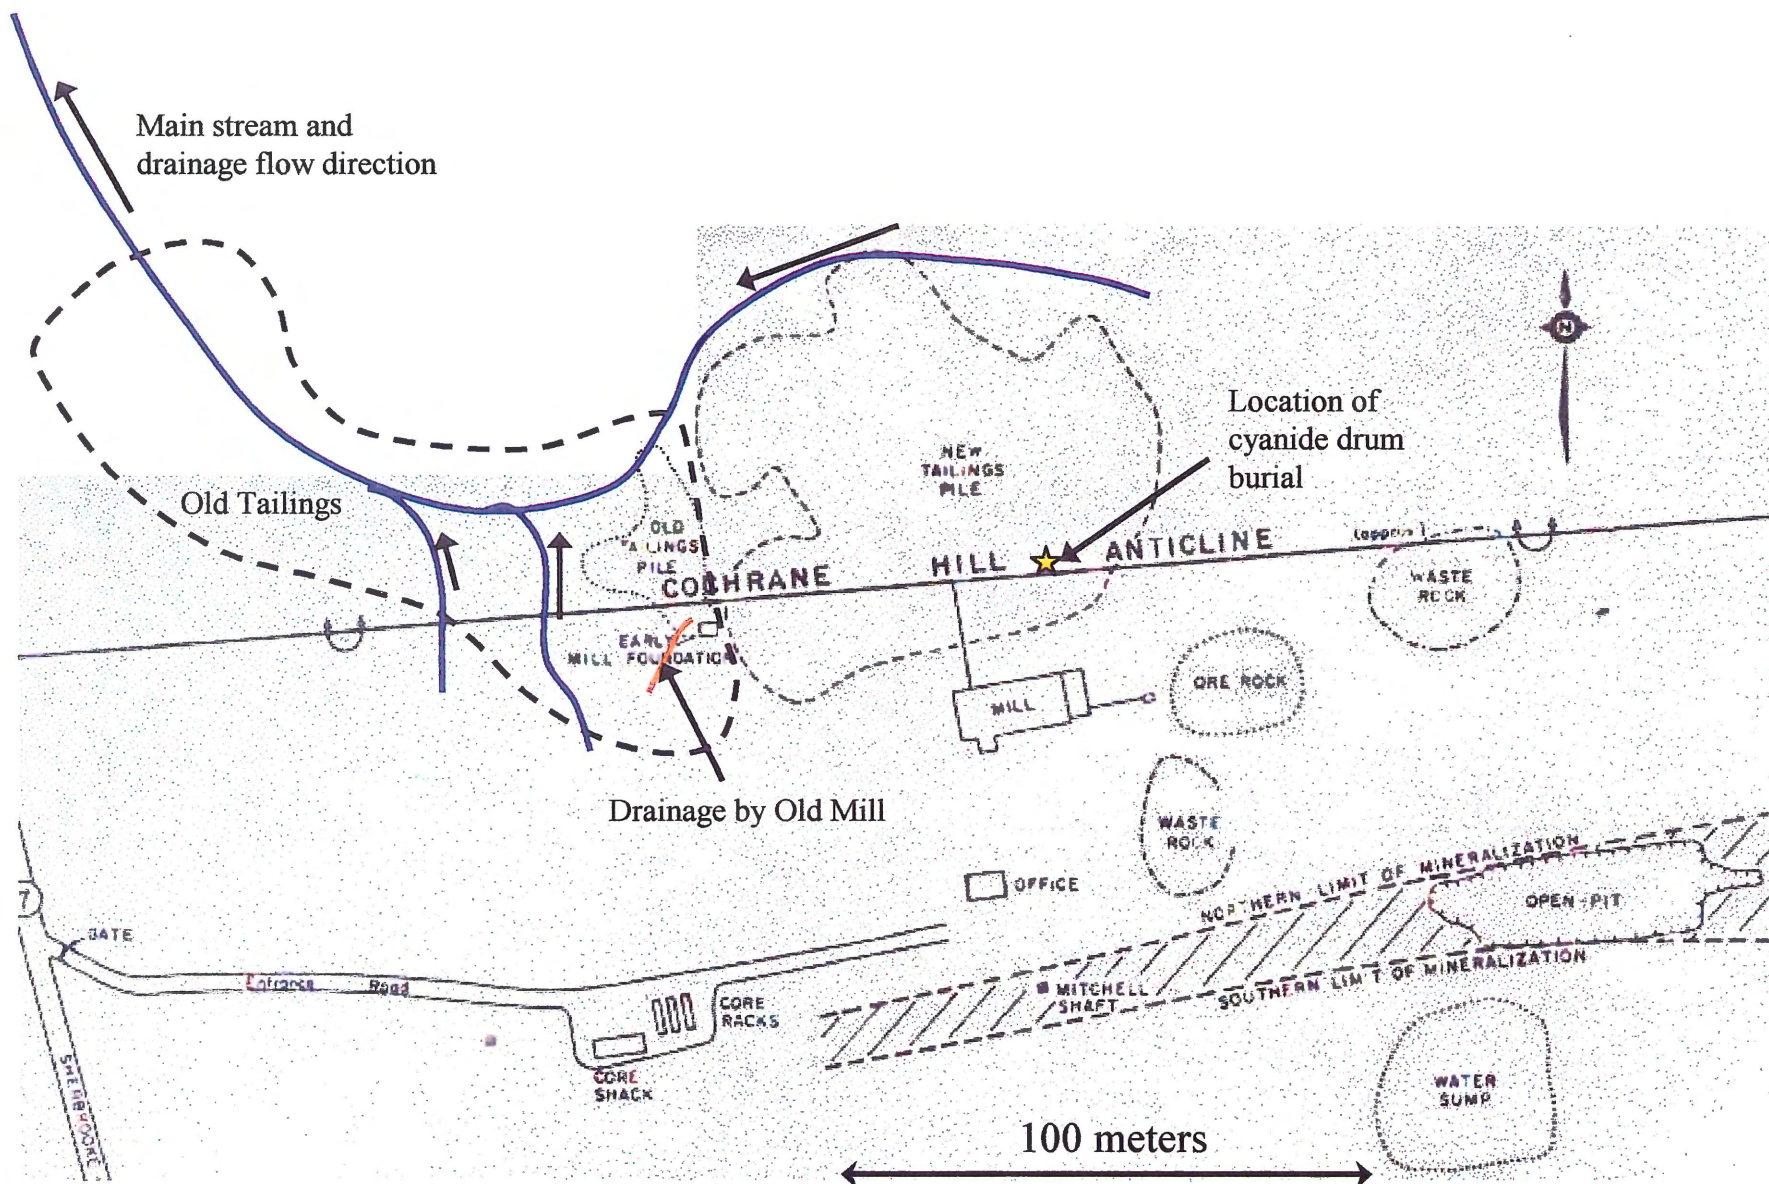 Main stream and
drainage flow direction
Location of
cyanide drum
burial
N
NEW
TAILINGS
PILE
Old Tailings
OLD
TAILINGS
PILE
COCHRANE HILL ANTICLINE
WASTE
ROCK
EARLY
MILL FOUNDATION
ORE ROCK
MILL
Drainage by Old Mill
WASTE
ROCK
NORTHERN LIMIT OF MINERALIZATION
OFFICE
OPEN-PIT
7
GATE
SOUTHERN LIMIT OF MINERALIZATION
Entrance Road
MITCHELL
SHAFT
CORE
RACKS
CORE
SHACK
WATER
SUMP
SHERBROOKE
100 meters